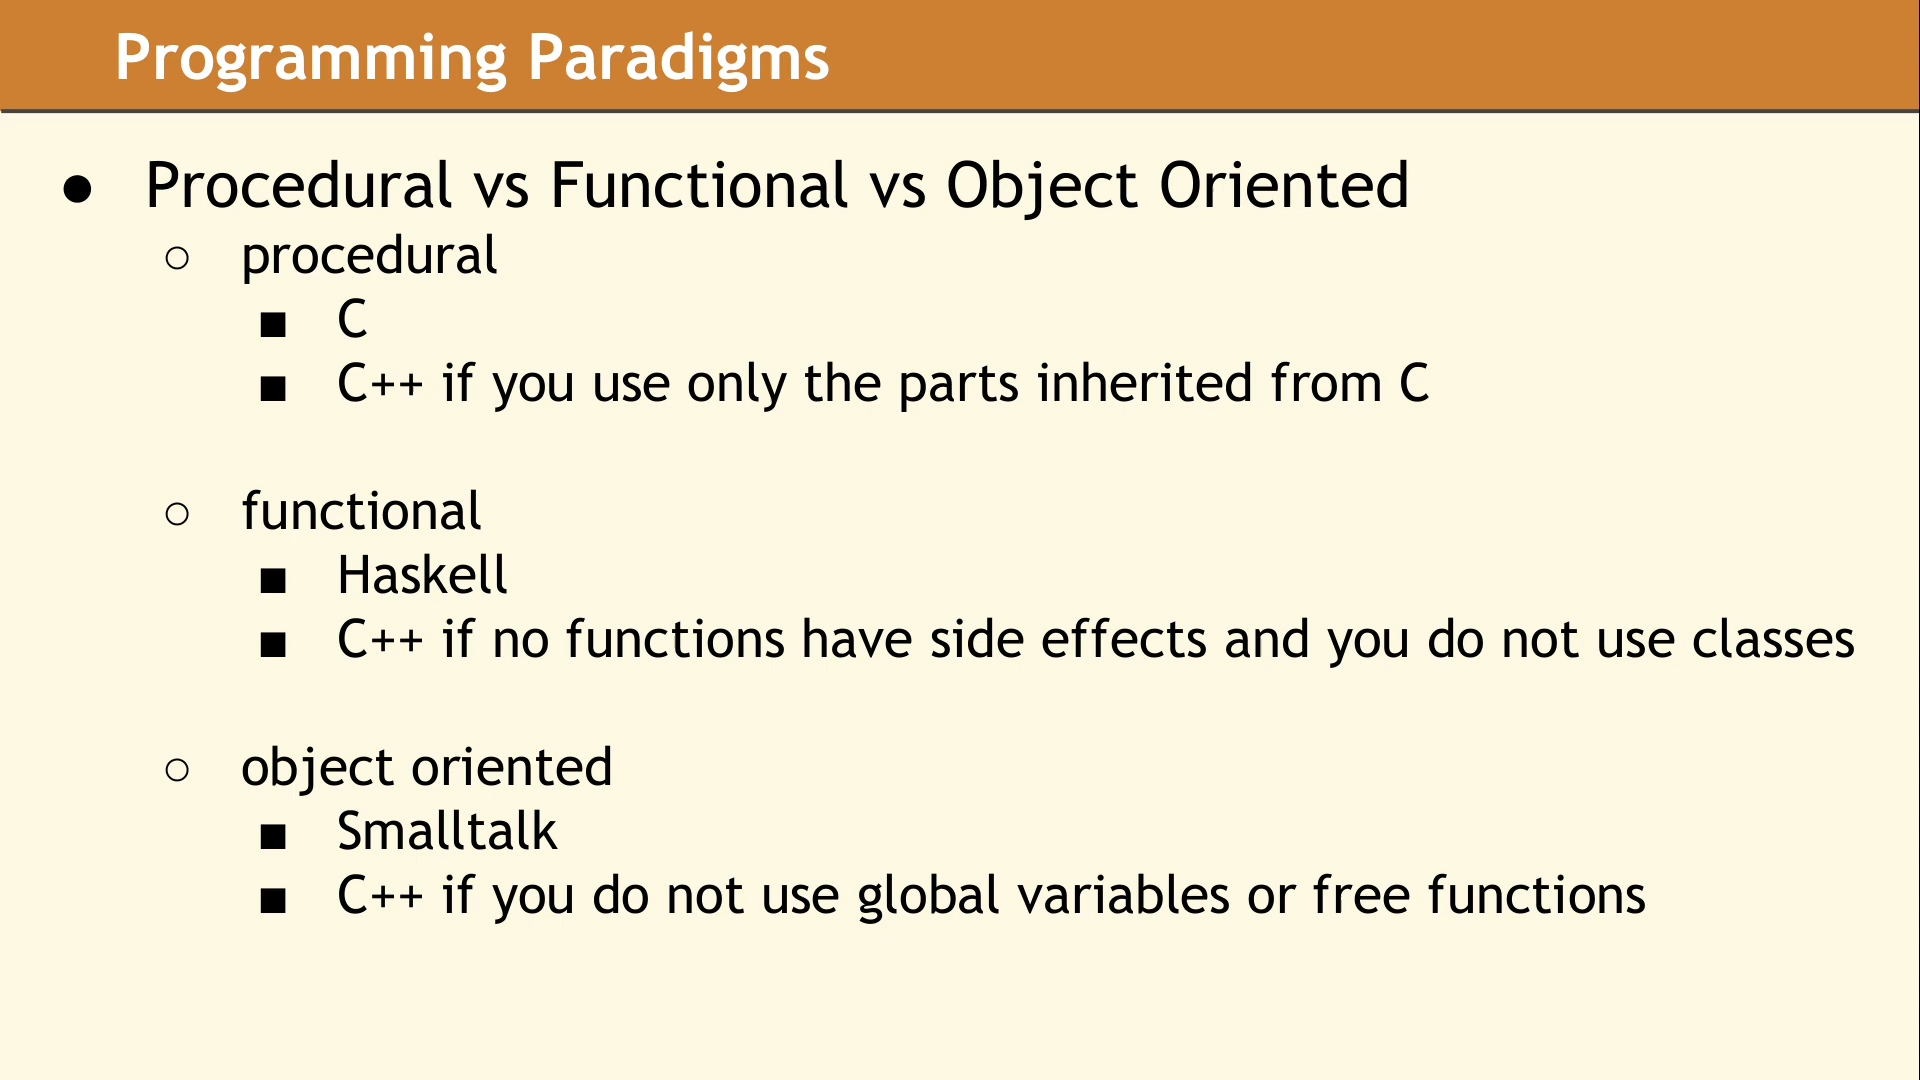 Programming Paradigms
● Procedural vs Functional vs Object Oriented
○ procedural
■ C
■ C++ if you use only the parts inherited from C
○ functional
■ Haskell
■ C++ if no functions have side effects and you do not use classes
○ object oriented
■ Smalltalk
■ C++ if you do not use global variables or free functions